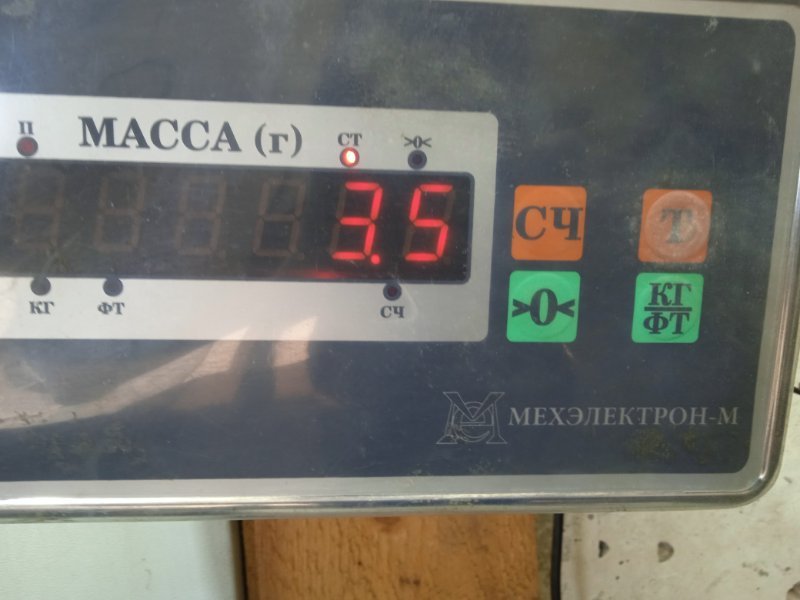 П МАССА (г) СТ >0<
3.5
КГ ФТ СЧ
СЧ Т
>0< КГ/ФТ
МЕХЭЛЕКТРОН-М